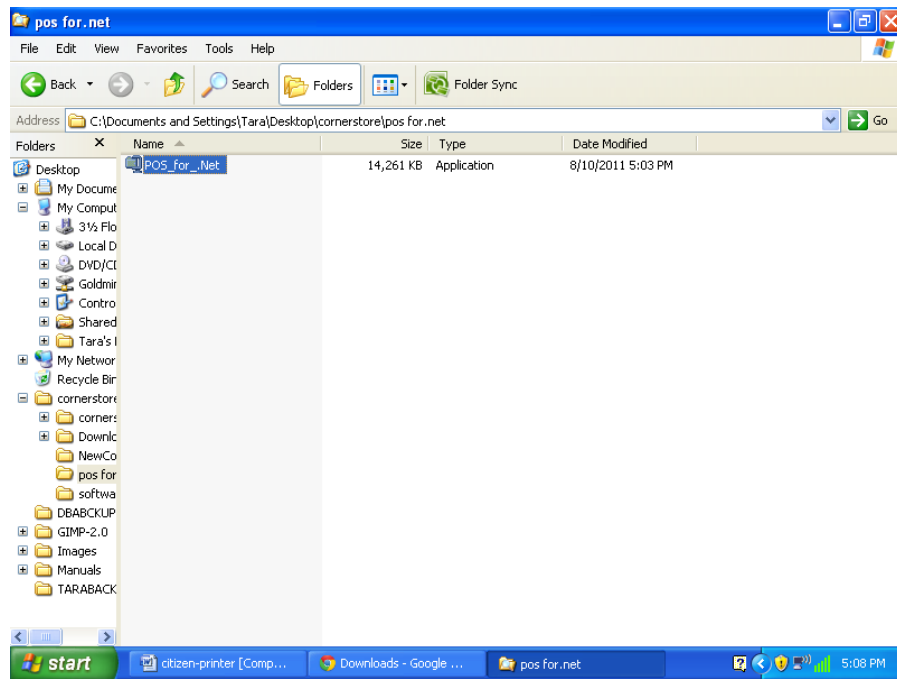 pos for.net
File Edit View Favorites Tools Help
Back Search Folders Folder Sync
Address C:\Documents and Settings\Tara\Desktop\cornerstore\pos for.net Go
Folders X Name Size Type Date Modified
POS_for_.Net 14,261 KB Application 8/10/2011 5:03 PM
Desktop
My Docume
My Comput
3½ Flo
Local D
DVD/CD
Goldmin
Contro
Shared
Tara's
My Networ
Recycle Bin
cornerstore
corners
Downlo
NewCo
pos for
softwa
DBABCKUP
GIMP-2.0
Images
Manuals
TARABACK
start citizen-printer [Comp... Downloads - Google ... pos for.net 5:08 PM